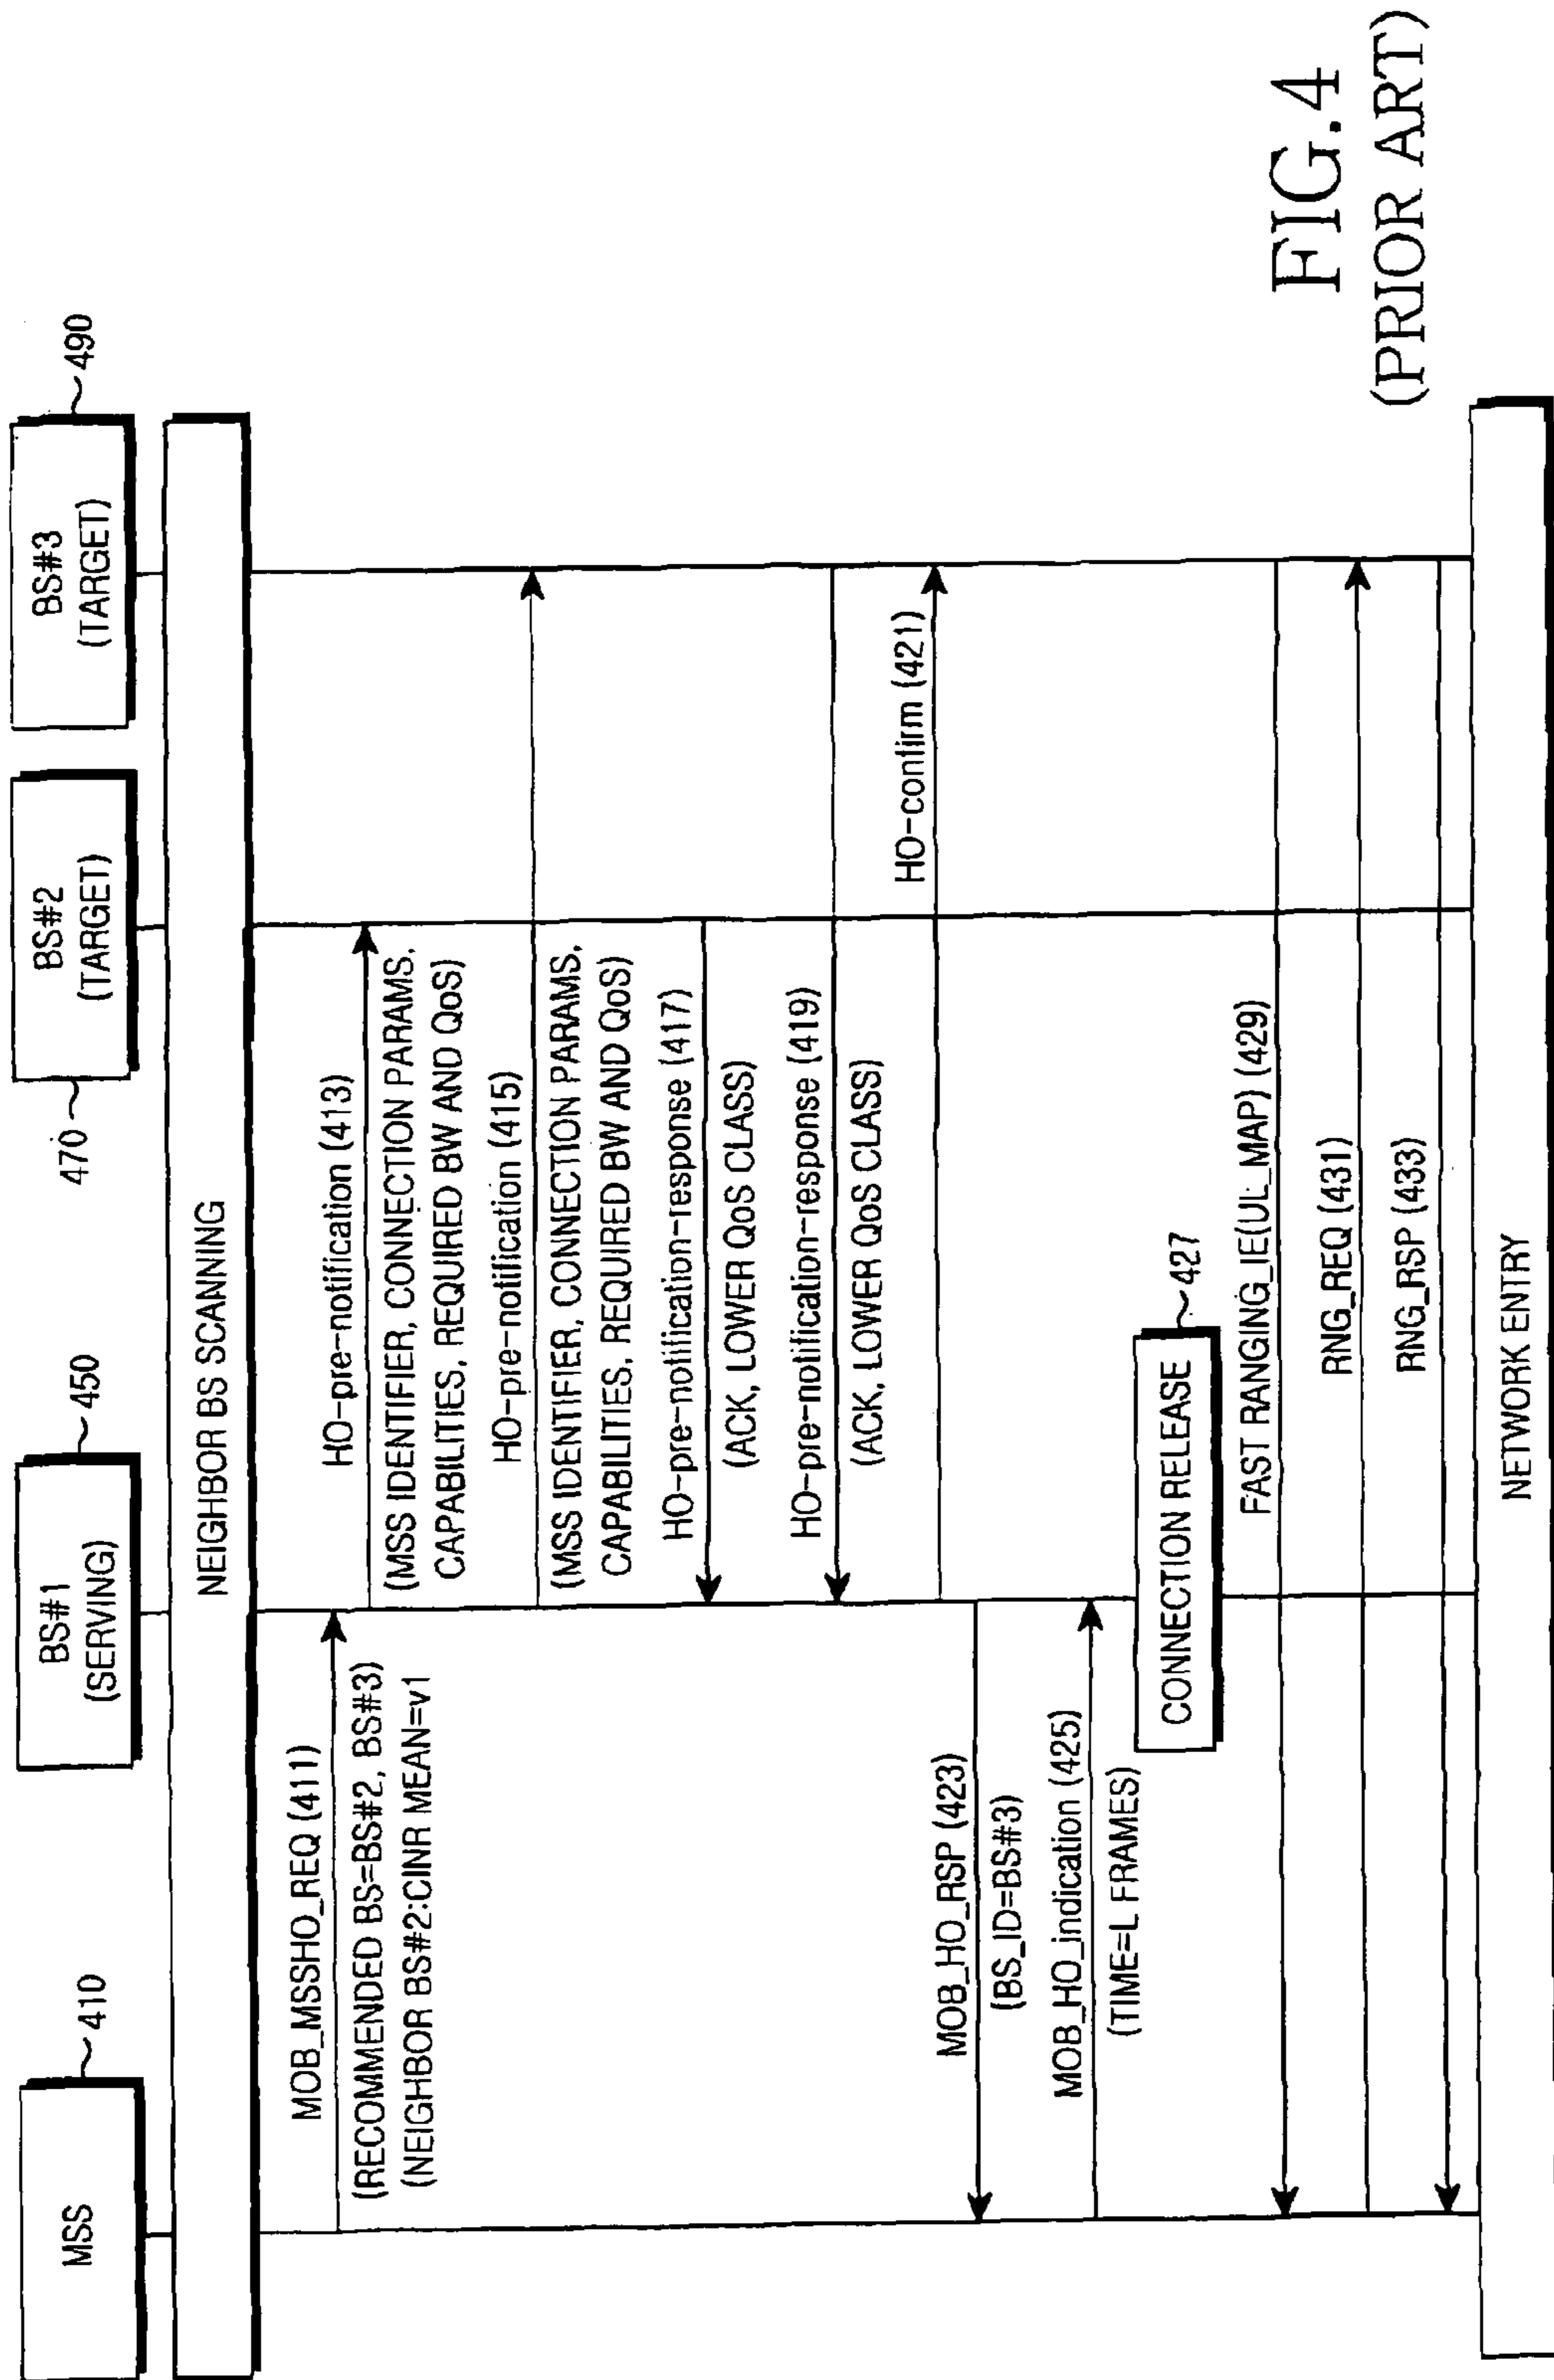 MSS
410
BS#1
(SERVING)
450
BS#2
(TARGET)
470
BS#3
(TARGET)
490
NEIGHBOR BS SCANNING
MOB_MSSHO_REQ (411)
(RECOMMENDED BS=BS#2, BS#3)
(NEIGHBOR BS#2:CINR MEAN=v1
HO-pre-notification (413)
(MSS IDENTIFIER, CONNECTION PARAMS,
CAPABILITIES, REQUIRED BW AND QoS)
HO-pre-notification (415)
(MSS IDENTIFIER, CONNECTION PARAMS,
CAPABILITIES, REQUIRED BW AND QoS)
HO-pre-notification-response (417)
(ACK, LOWER QoS CLASS)
HO-pre-notification-response (419)
(ACK, LOWER QoS CLASS)
HO-confirm (421)
MOB_HO_RSP (423)
(BS_ID=BS#3)
MOB_HO_indication (425)
(TIME=L FRAMES)
CONNECTION RELEASE
427
FAST RANGING_IE(UL_MAP) (429)
RNG_REQ (431)
RNG_RSP (433)
NETWORK ENTRY
FIG.4
(PRIOR ART)